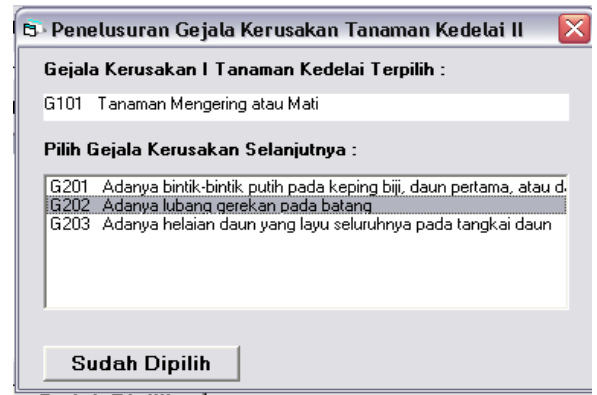 Penelusuran Gejala Kerusakan Tanaman Kedelai II
Gejala Kerusakan I Tanaman Kedelai Terpilih :
G101 Tanaman Mengering atau Mati
Pilih Gejala Kerusakan Selanjutnya :
G201 Adanya bintik-bintik putih pada keping biji, daun pertama, atau
G202 Adanya lubang gerekan pada batang
G203 Adanya helaian daun yang layu seluruhnya pada tangkai daun
Sudah Dipilih